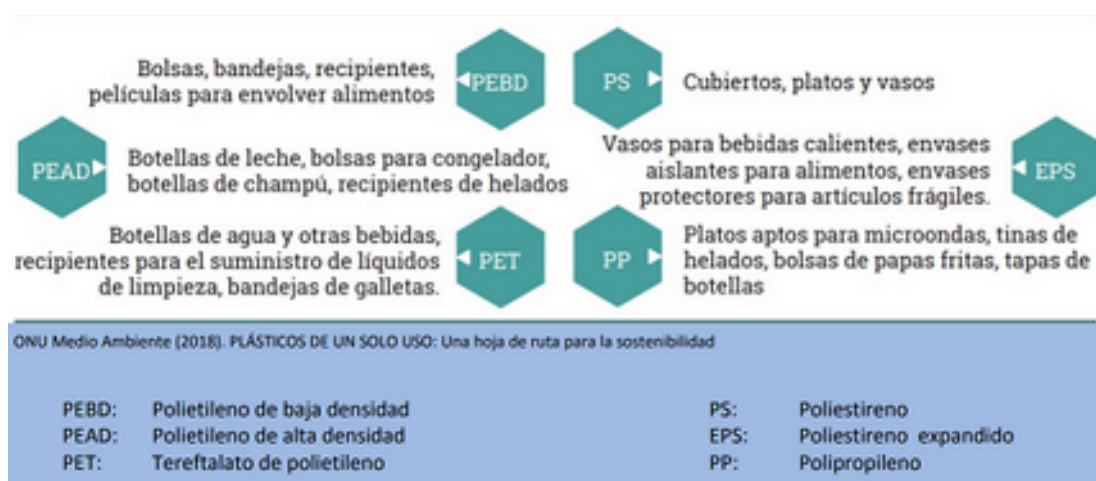 Bolsas, bandejas, recipientes,
películas para envolver alimentos
PEBD
PS
Cubiertos, platos y vasos
PEAD
Botellas de leche, bolsas para congelador,
botellas de champú, recipientes de helados
Vasos para bebidas calientes, envases
aislantes para alimentos, envases
protectores para artículos frágiles.
EPS
Botellas de agua y otras bebidas,
recipientes para el suministro de líquidos
de limpieza, bandejas de galletas.
PET
PP
Platos aptos para microondas, tinas de
helados, bolsas de papas fritas, tapas de
botellas
ONU Medio Ambiente (2018). PLÁSTICOS DE UN SOLO USO: Una hoja de ruta para la sostenibilidad
PEBD: Polietileno de baja densidad
PEAD: Polietileno de alta densidad
PET: Tereftalato de polietileno
PS: Poliestireno
EPS: Poliestireno expandido
PP: Polipropileno